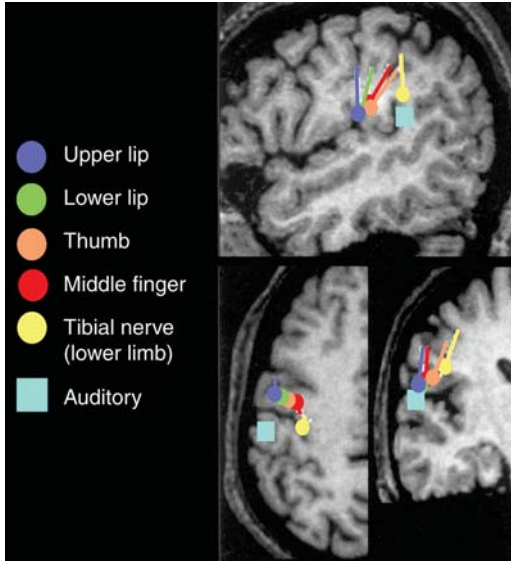 Upper lip
Lower lip
Thumb
Middle finger
Tibial nerve
(lower limb)
Auditory